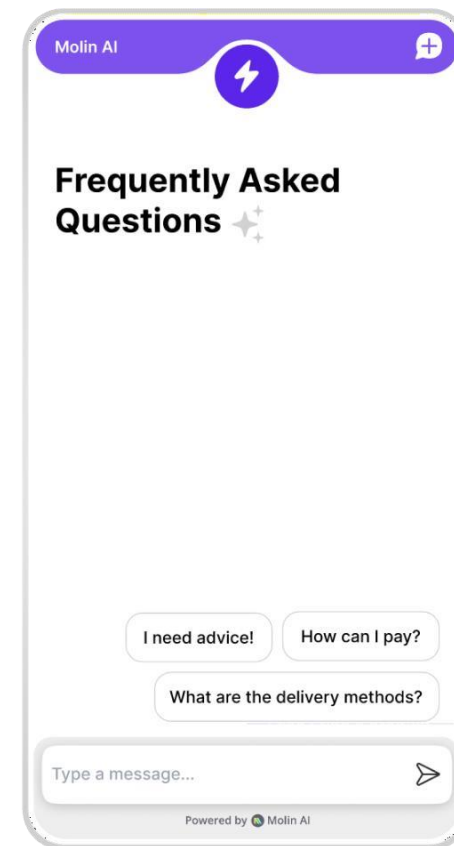 Molin AI
Frequently Asked
Questions
I need advice!
How can I pay?
What are the delivery methods?
Type a message...
Powered by Molin AI